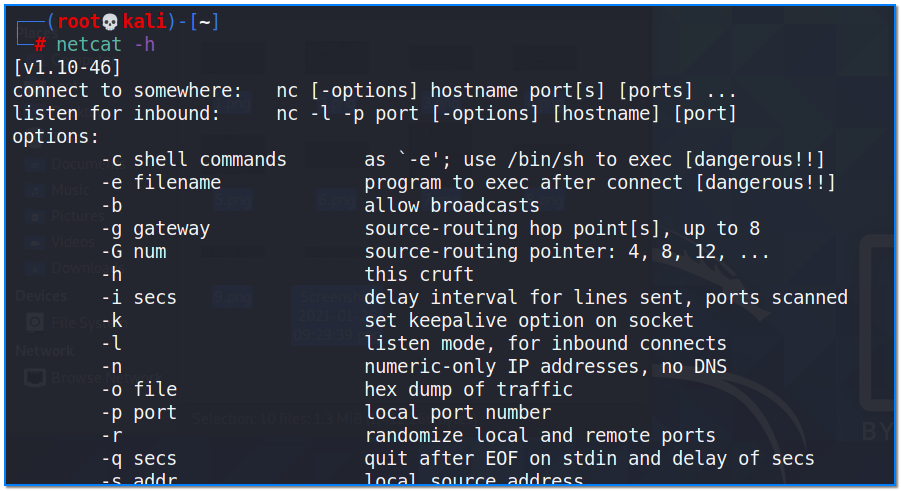 ┌──(root💀kali)-[~]
└─# netcat -h
[v1.10-46]
connect to somewhere:   nc [-options] hostname port[s] [ports] ...
listen for inbound:     nc -l -p port [-options] [hostname] [port]
options:
        -c shell commands       as `-e'; use /bin/sh to exec [dangerous!!]
        -e filename             program to exec after connect [dangerous!!]
        -b                      allow broadcasts
        -g gateway              source-routing hop point[s], up to 8
        -G num                  source-routing pointer: 4, 8, 12, ...
        -h                      this cruft
        -i secs                 delay interval for lines sent, ports scanned
        -k                      set keepalive option on socket
        -l                      listen mode, for inbound connects
        -n                      numeric-only IP addresses, no DNS
        -o file                 hex dump of traffic
        -p port                 local port number
        -r                      randomize local and remote ports
        -q secs                 quit after EOF on stdin and delay of secs
        -s addr                 local source address
Music
Pictures
Videos
Devices
Network